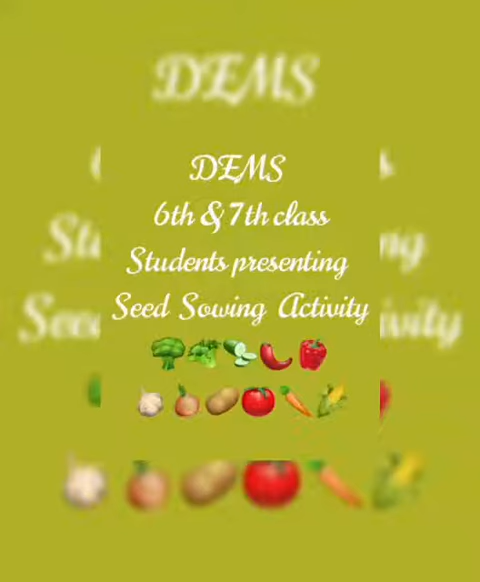 DEMS
6th & 7th class
Students presenting
Seed Sowing Activity
🥦🥬🥒🌶️🫑
🧄🧅🥔🍅🥕🌽